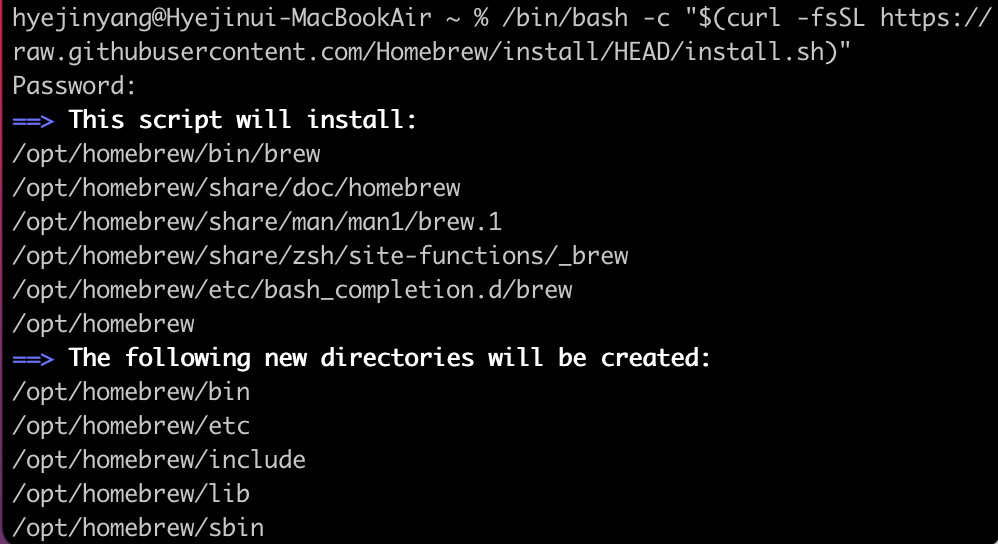 hyejinyang@Hyejinui-MacBookAir ~ % /bin/bash -c "$(curl -fsSL https://
raw.githubusercontent.com/Homebrew/install/HEAD/install.sh)"
Password:
==> This script will install:
/opt/homebrew/bin/brew
/opt/homebrew/share/doc/homebrew
/opt/homebrew/share/man/man1/brew.1
/opt/homebrew/share/zsh/site-functions/_brew
/opt/homebrew/etc/bash_completion.d/brew
/opt/homebrew
==> The following new directories will be created:
/opt/homebrew/bin
/opt/homebrew/etc
/opt/homebrew/include
/opt/homebrew/lib
/opt/homebrew/sbin